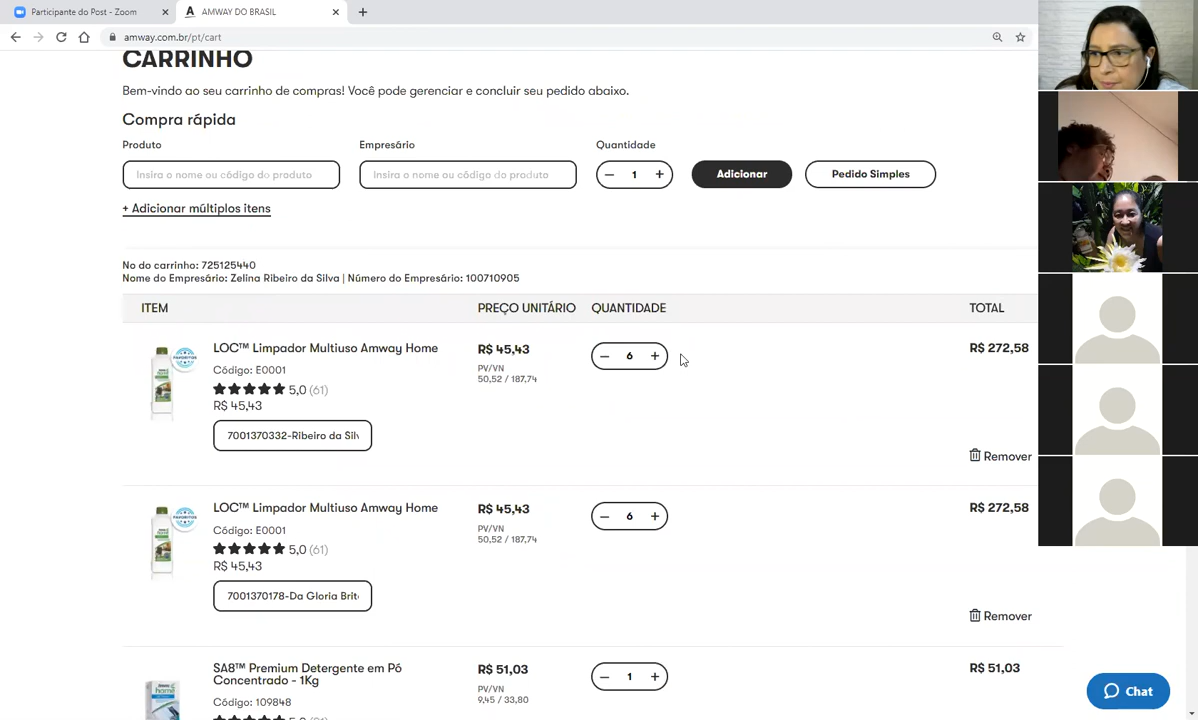 Participante do Post - Zoom
AMWAY DO BRASIL
amway.com.br/pt/cart
CARRINHO
Bem-vindo ao seu carrinho de compras! Você pode gerenciar e concluir seu pedido abaixo.
Compra rápida
Produto Empresário Quantidade
Insira o nome ou código do produto Insira o nome ou código do produto − 1 + Adicionar Pedido Simples
+ Adicionar múltiplos itens
No do carrinho: 725125440
Nome do Empresário: Zelina Ribeiro da Silva | Número do Empresário: 100710905
ITEM PREÇO UNITÁRIO QUANTIDADE TOTAL
LOC™ Limpador Multiuso Amway Home R$ 45,43 − 6 + R$ 272,58
FAVORITOS
Código: E0001 PV/VN
50,52 / 187,74
5,0 (61)
R$ 45,43
7001370332-Ribeiro da Silv
Remover
LOC™ Limpador Multiuso Amway Home R$ 45,43 − 6 + R$ 272,58
FAVORITOS
Código: E0001 PV/VN
50,52 / 187,74
5,0 (61)
R$ 45,43
7001370178-Da Gloria Brito
Remover
SA8™ Premium Detergente em Pó R$ 51,03 − 1 + R$ 51,03
Concentrado - 1Kg
PV/VN
Código: 109848 9,45 / 33,80
Chat